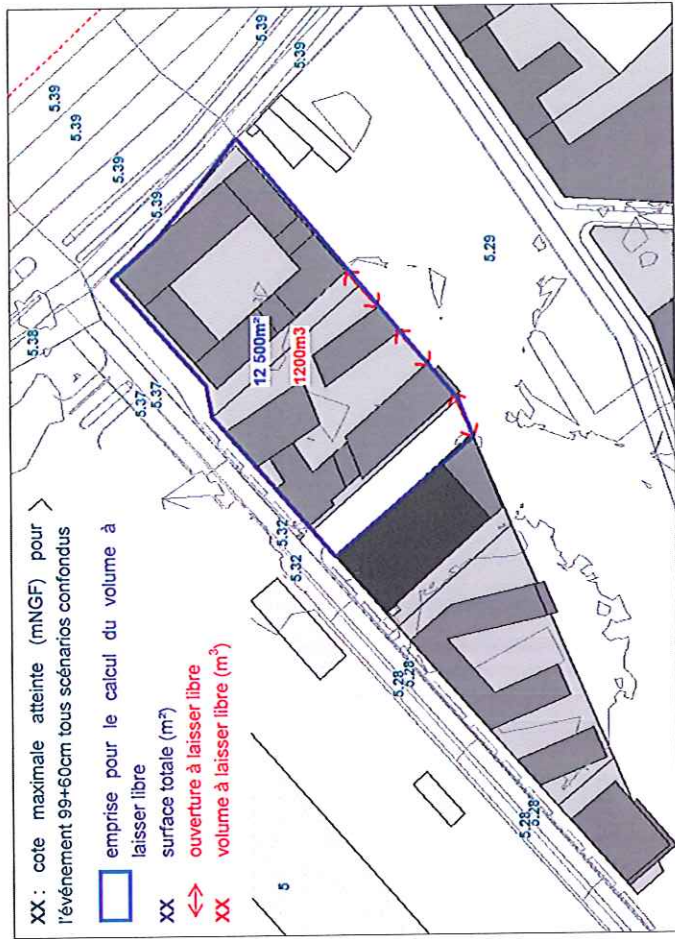 XX : cote maximale atteinte (mNGF) pour
l'événement 99+60cm tous scénarios confondus
emprise pour le calcul du volume à
laisser libre
XX surface totale (m²)
<-> ouverture à laisser libre
XX volume à laisser libre (m³)
5.38
5.39
5.39
5.39
5.39
5.39
5.39
5.37
5.37
12 500m²
1200m3
5.32
5.32
5.29
5.28
5.28
5.28
5.28
5